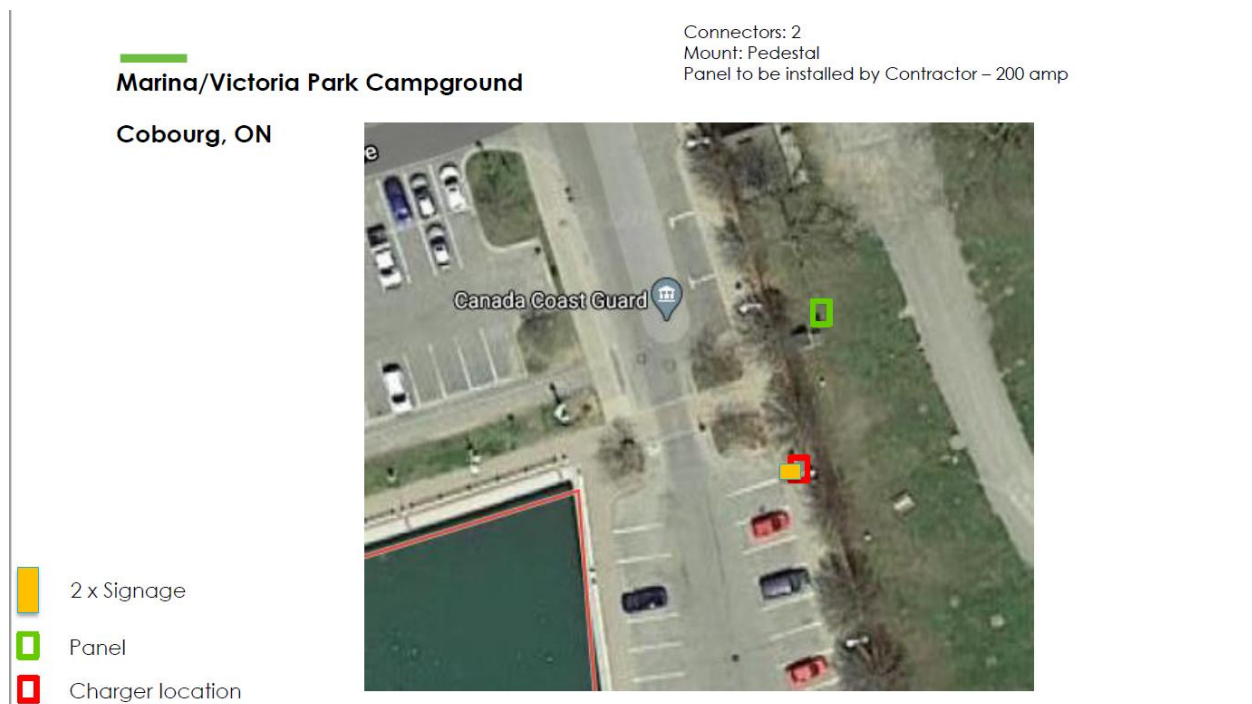 Connectors: 2
Mount: Pedestal
Panel to be installed by Contractor – 200 amp
Marina/Victoria Park Campground
Cobourg, ON
e
Canada Coast Guard
2 x Signage
Panel
Charger location